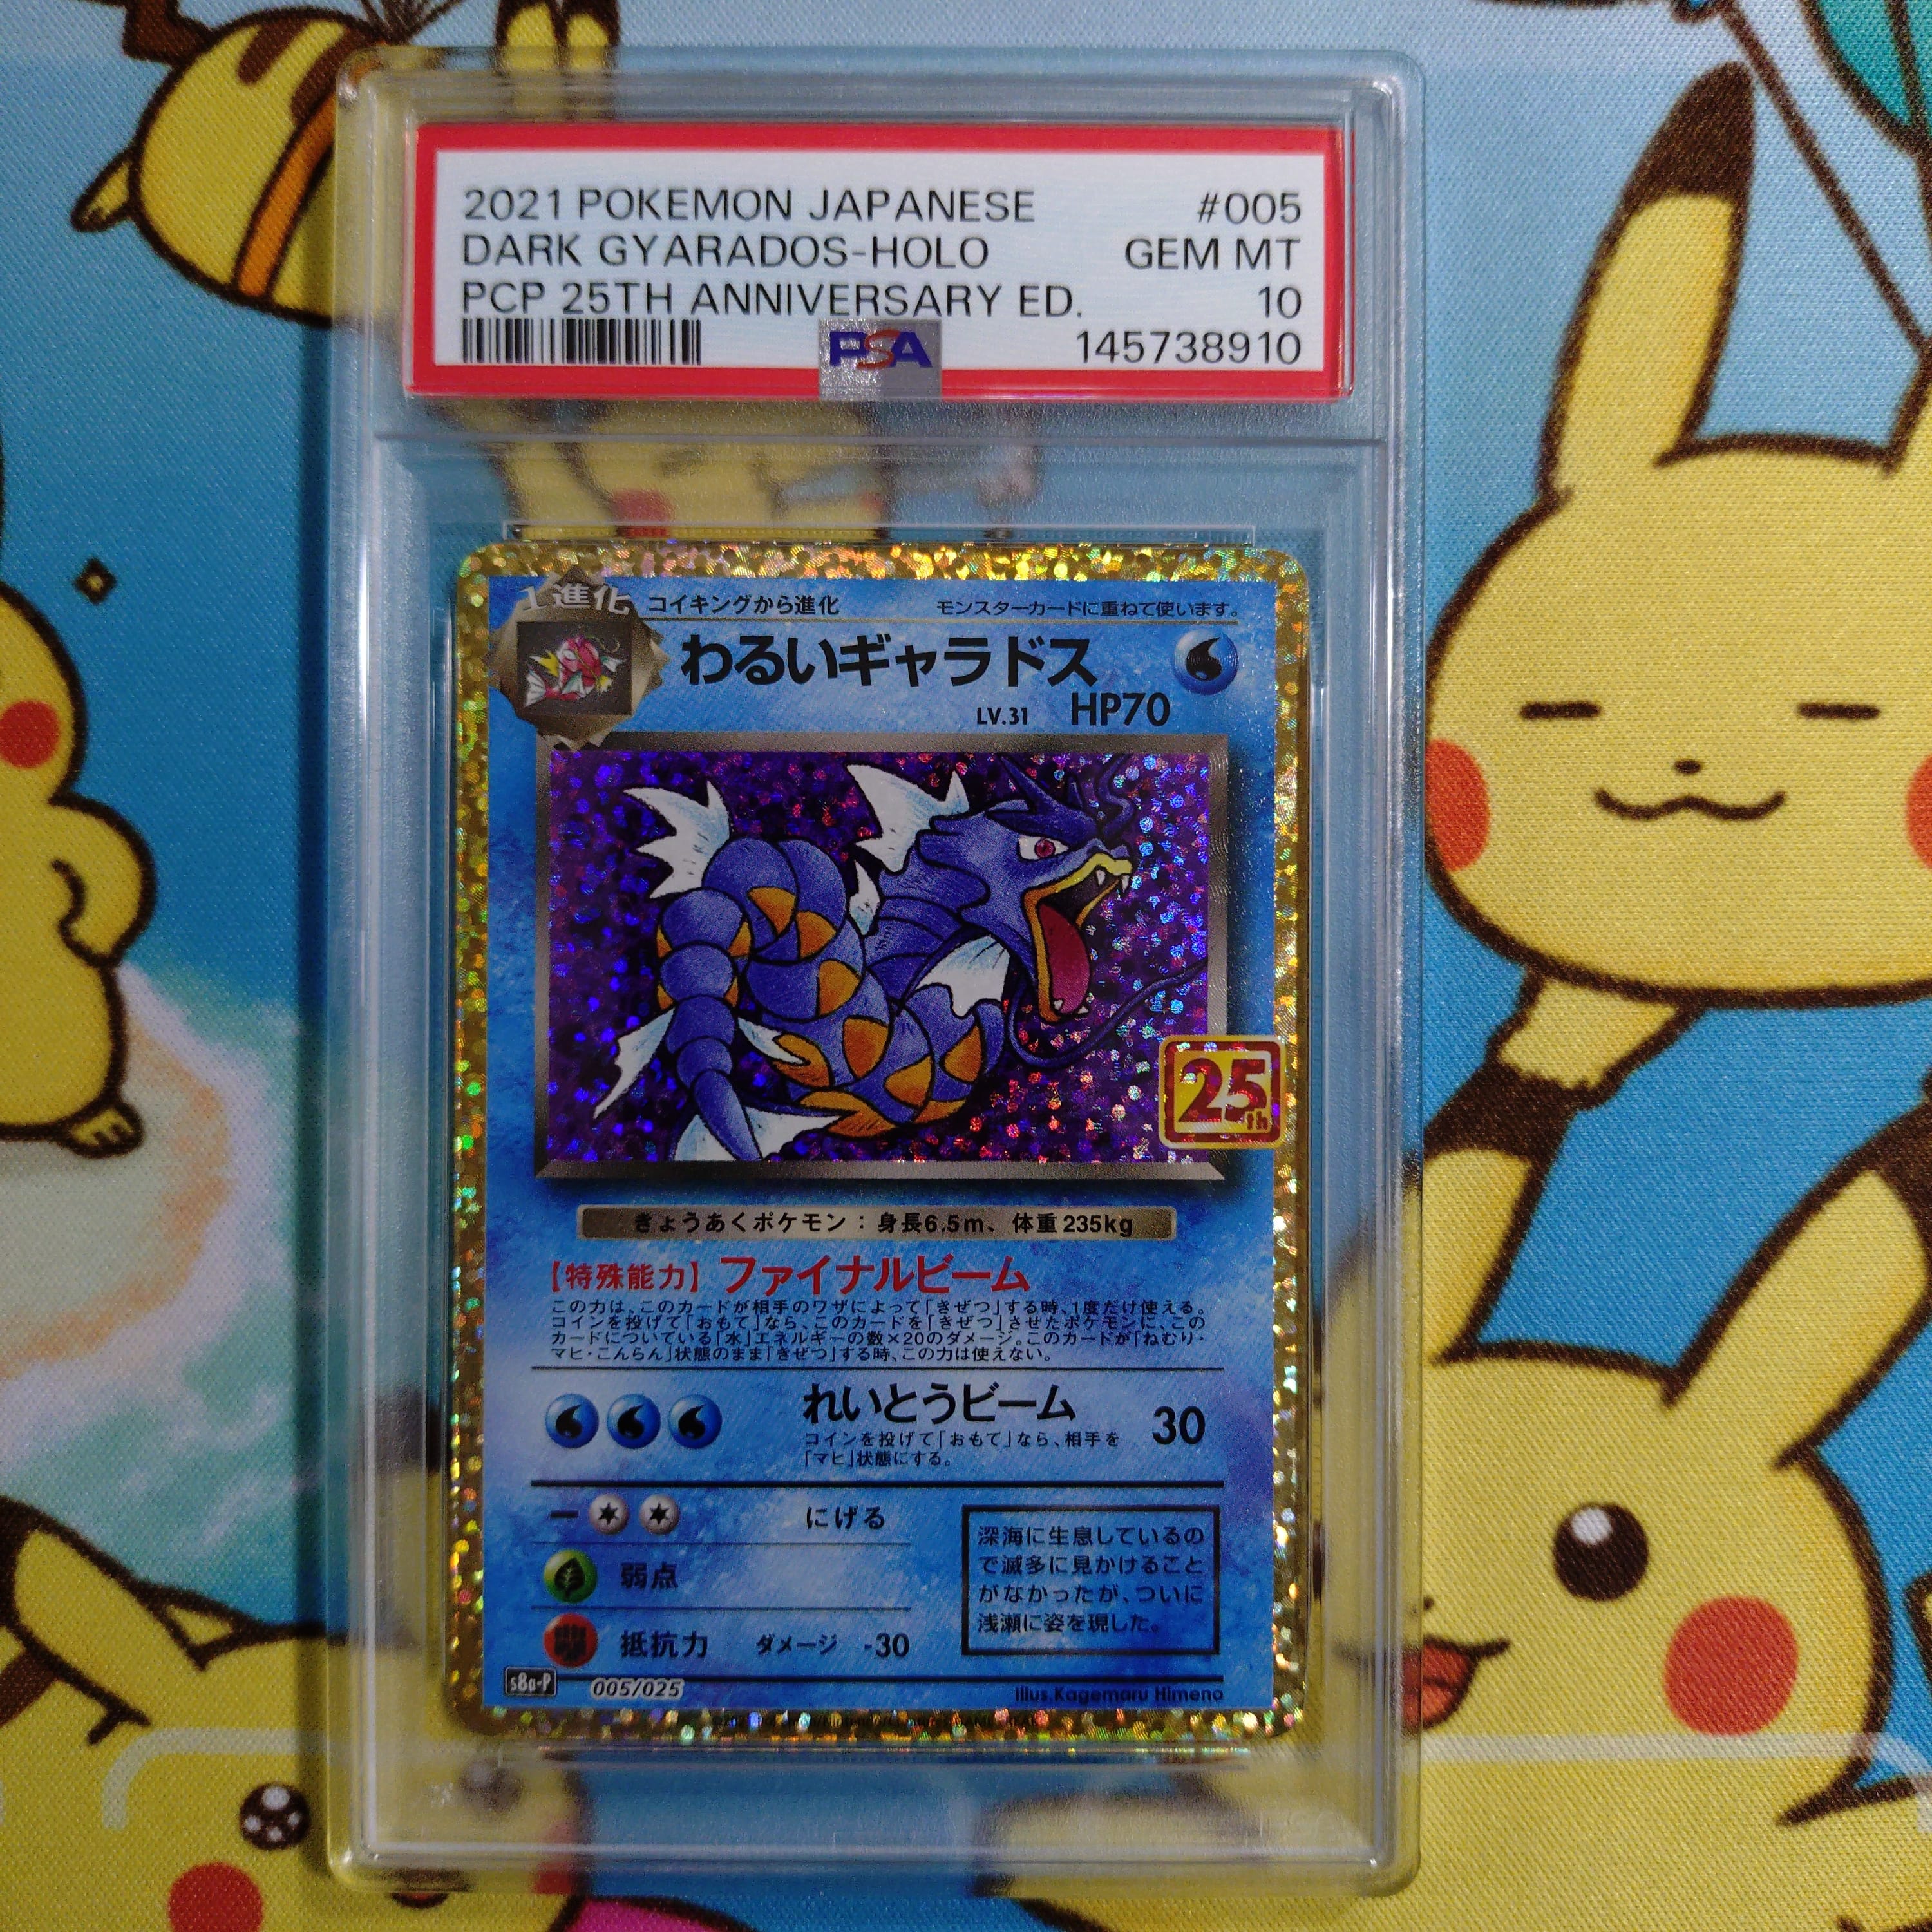 2021 POKEMON JAPANESE #005
DARK GYARADOS-HOLO GEM MT
PCP 25TH ANNIVERSARY ED. 10
PSA 145738910
1進化 コイキングから進化 モンスターカードに重ねて使います。
わるいギャラドス
LV.31 HP70
25th
きょうあくポケモン：身長6.5m、体重235kg
【特殊能力】ファイナルビーム
この力は、このカードが相手のワザによって「きぜつ」する時、1度だけ使える。
コインを投げて「おもて」なら、このカードを「きぜつ」させたポケモンに、この
カードについている「水」エネルギーの数×20のダメージ。このカードが「ねむり・
マヒ・こんらん」状態のまま「きぜつ」する時、この力は使えない。
れいとうビーム 30
コインを投げて「おもて」なら、相手を
「マヒ」状態にする。
にげる
弱点
抵抗力 ダメージ -30
深海に生息しているの
で滅多に見かけること
がなかったが、ついに
浅瀬に姿を現した。
s8a-P 005/025 Illus.Kagemaru Himeno